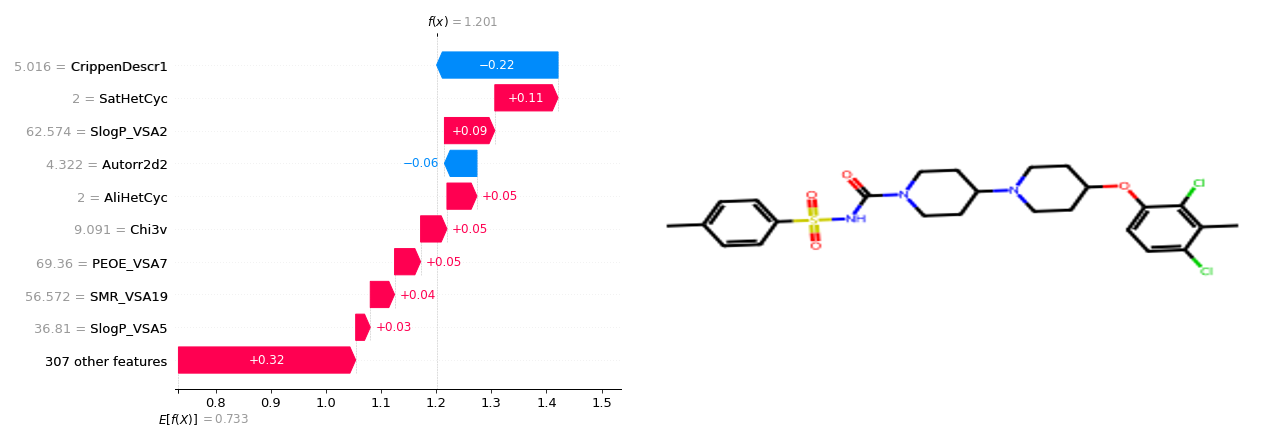 f(x) = 1.201
5.016 = CrippenDescr1
−0.22
2 = SatHetCyc
+0.11
62.574 = SlogP_VSA2
+0.09
4.322 = Autorr2d2
−0.06
2 = AliHetCyc
+0.05
9.091 = Chi3v
+0.05
69.36 = PEOE_VSA7
+0.05
56.572 = SMR_VSA19
+0.04
36.81 = SlogP_VSA5
+0.03
307 other features
+0.32
0.8 0.9 1.0 1.1 1.2 1.3 1.4 1.5
E[f(X)] = 0.733
O
O
S
O
NH
N
N
O
Cl
Cl